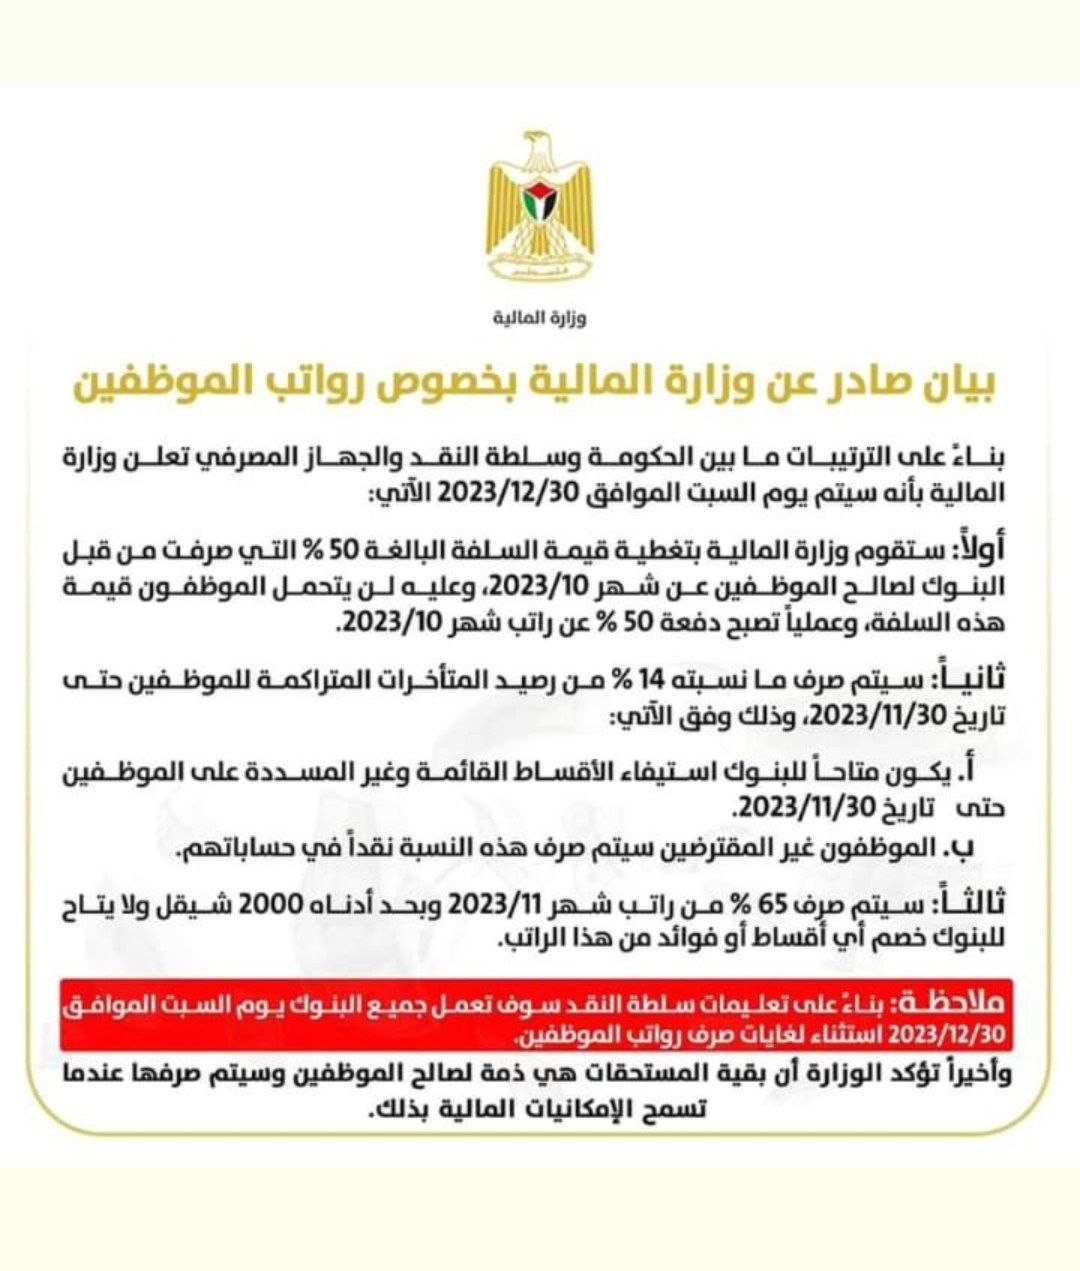 فلسطين
وزارة المالية
بيان صادر عن وزارة المالية بخصوص رواتب الموظفين
بناءً على الترتيبات ما بين الحكومة وسلطة النقد والجهاز المصرفي تعلن وزارة
المالية بأنه سيتم يوم السبت الموافق 2023/12/30 الآتي:
أولاً: ستقوم وزارة المالية بتغطية قيمة السلفة البالغة 50 % التي صرفت من قبل
البنوك لصالح الموظفين عن شهر 2023/10، وعليه لن يتحمل الموظفون قيمة
هذه السلفة، وعملياً تصبح دفعة 50 % عن راتب شهر 2023/10.
ثانياً: سيتم صرف ما نسبته 14 % من رصيد المتأخرات المتراكمة للموظفين حتى
تاريخ 2023/11/30، وذلك وفق الآتي:
أ. يكون متاحاً للبنوك استيفاء الأقساط القائمة وغير المسددة على الموظفين
حتى تاريخ 2023/11/30.
ب. الموظفون غير المقترضين سيتم صرف هذه النسبة نقداً في حساباتهم.
ثالثاً: سيتم صرف 65 % من راتب شهر 2023/11 وبحد أدناه 2000 شيقل ولا يتاح
للبنوك خصم أي أقساط أو فوائد من هذا الراتب.
ملاحظة: بناءً على تعليمات سلطة النقد سوف تعمل جميع البنوك يوم السبت الموافق
2023/12/30 استثناء لغايات صرف رواتب الموظفين.
وأخيراً تؤكد الوزارة أن بقية المستحقات هي ذمة لصالح الموظفين وسيتم صرفها عندما
تسمح الإمكانيات المالية بذلك.